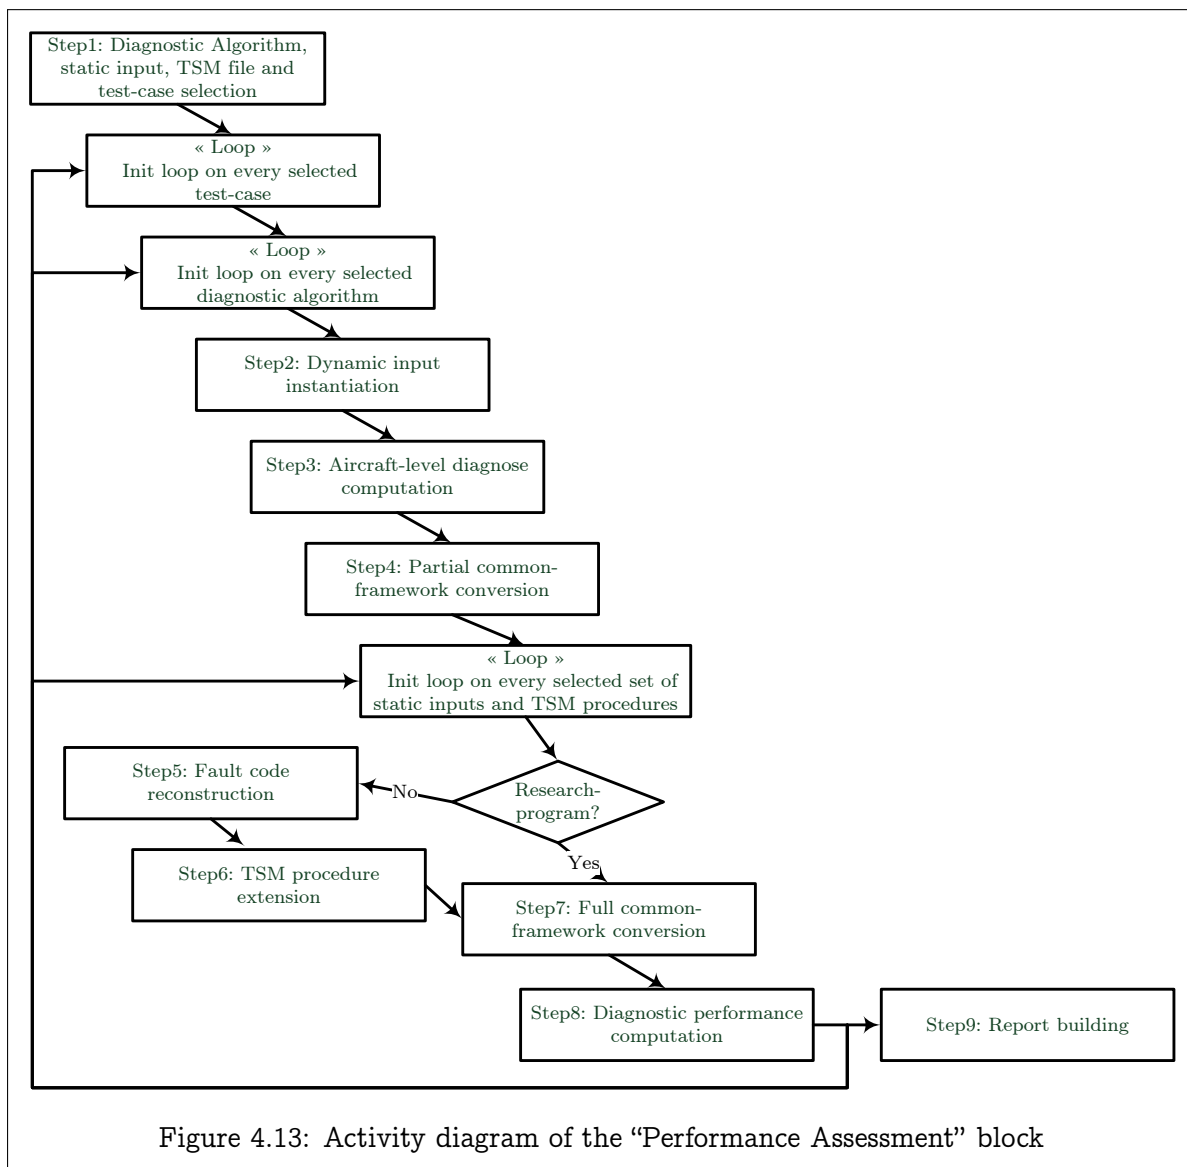 Step1: Diagnostic Algorithm,
static input, TSM file and
test-case selection
« Loop »
Init loop on every selected
test-case
« Loop »
Init loop on every selected
diagnostic algorithm
Step2: Dynamic input
instantiation
Step3: Aircraft-level diagnose
computation
Step4: Partial common-
framework conversion
« Loop »
Init loop on every selected set of
static inputs and TSM procedures
Research-
program?
No
Step5: Fault code
reconstruction
Step6: TSM procedure
extension
Yes
Step7: Full common-
framework conversion
Step8: Diagnostic performance
computation
Step9: Report building
Figure 4.13: Activity diagram of the “Performance Assessment” block